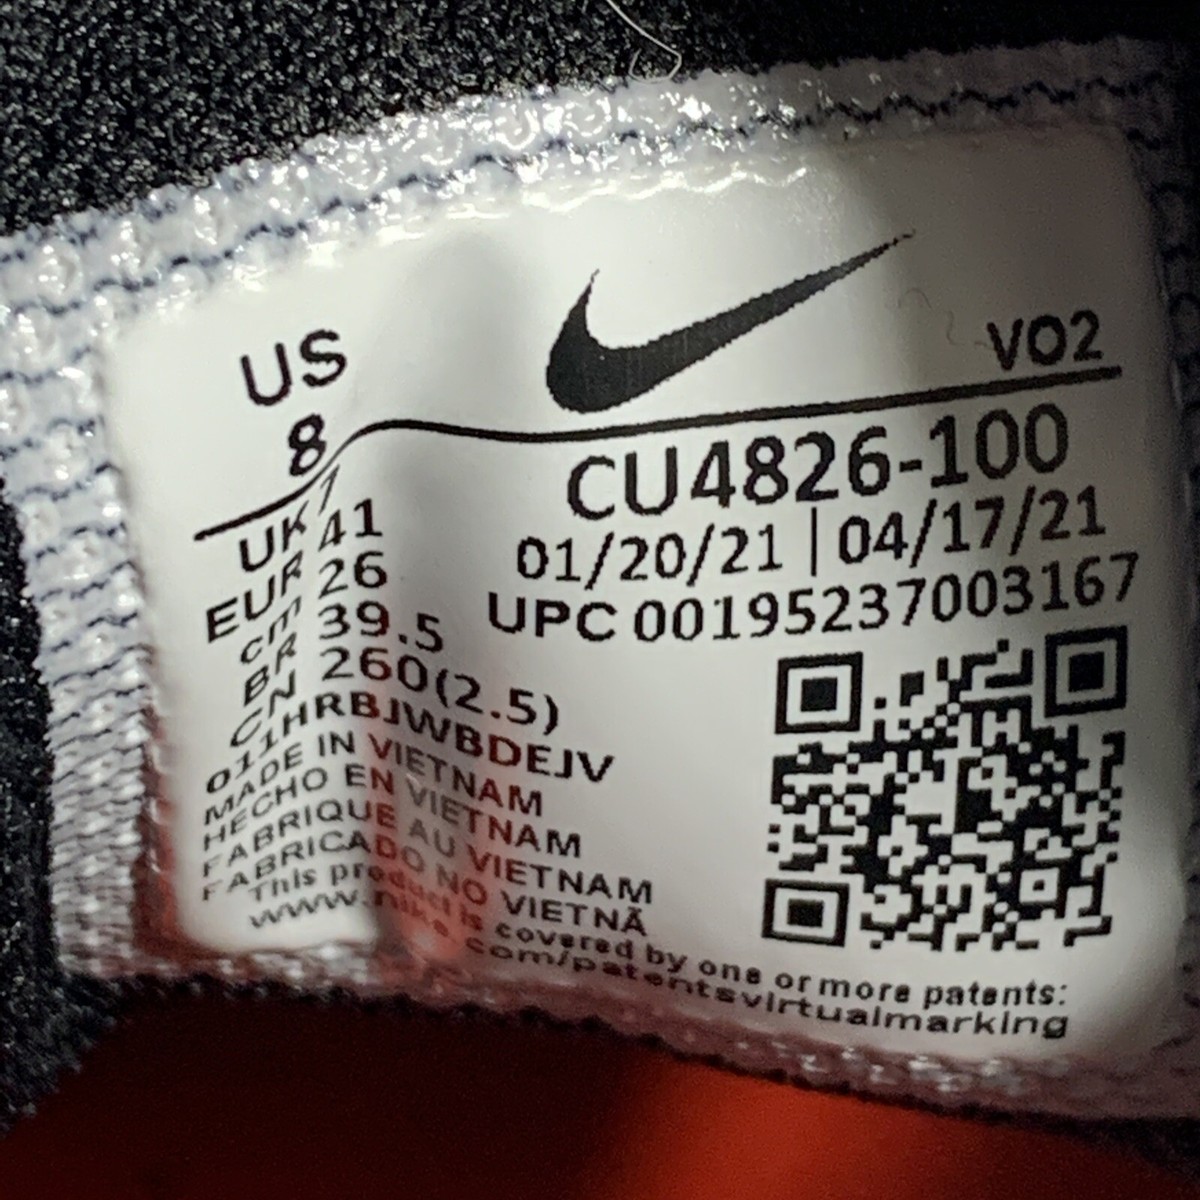 US
8
VO2
UK 7
EUR 41
cm 26
BR 39.5
CN 260(2.5)
011HRBJWBDEJV
MADE IN VIETNAM
HECHO EN VIETNAM
FABRIQUE AU VIETNAM
FABRICADO NO VIETNÃ
CU4826-100
01/20/21 | 04/17/21
UPC 00195237003167
This product is covered by one or more patents:
www.nike.com/patentsvirtualmarking